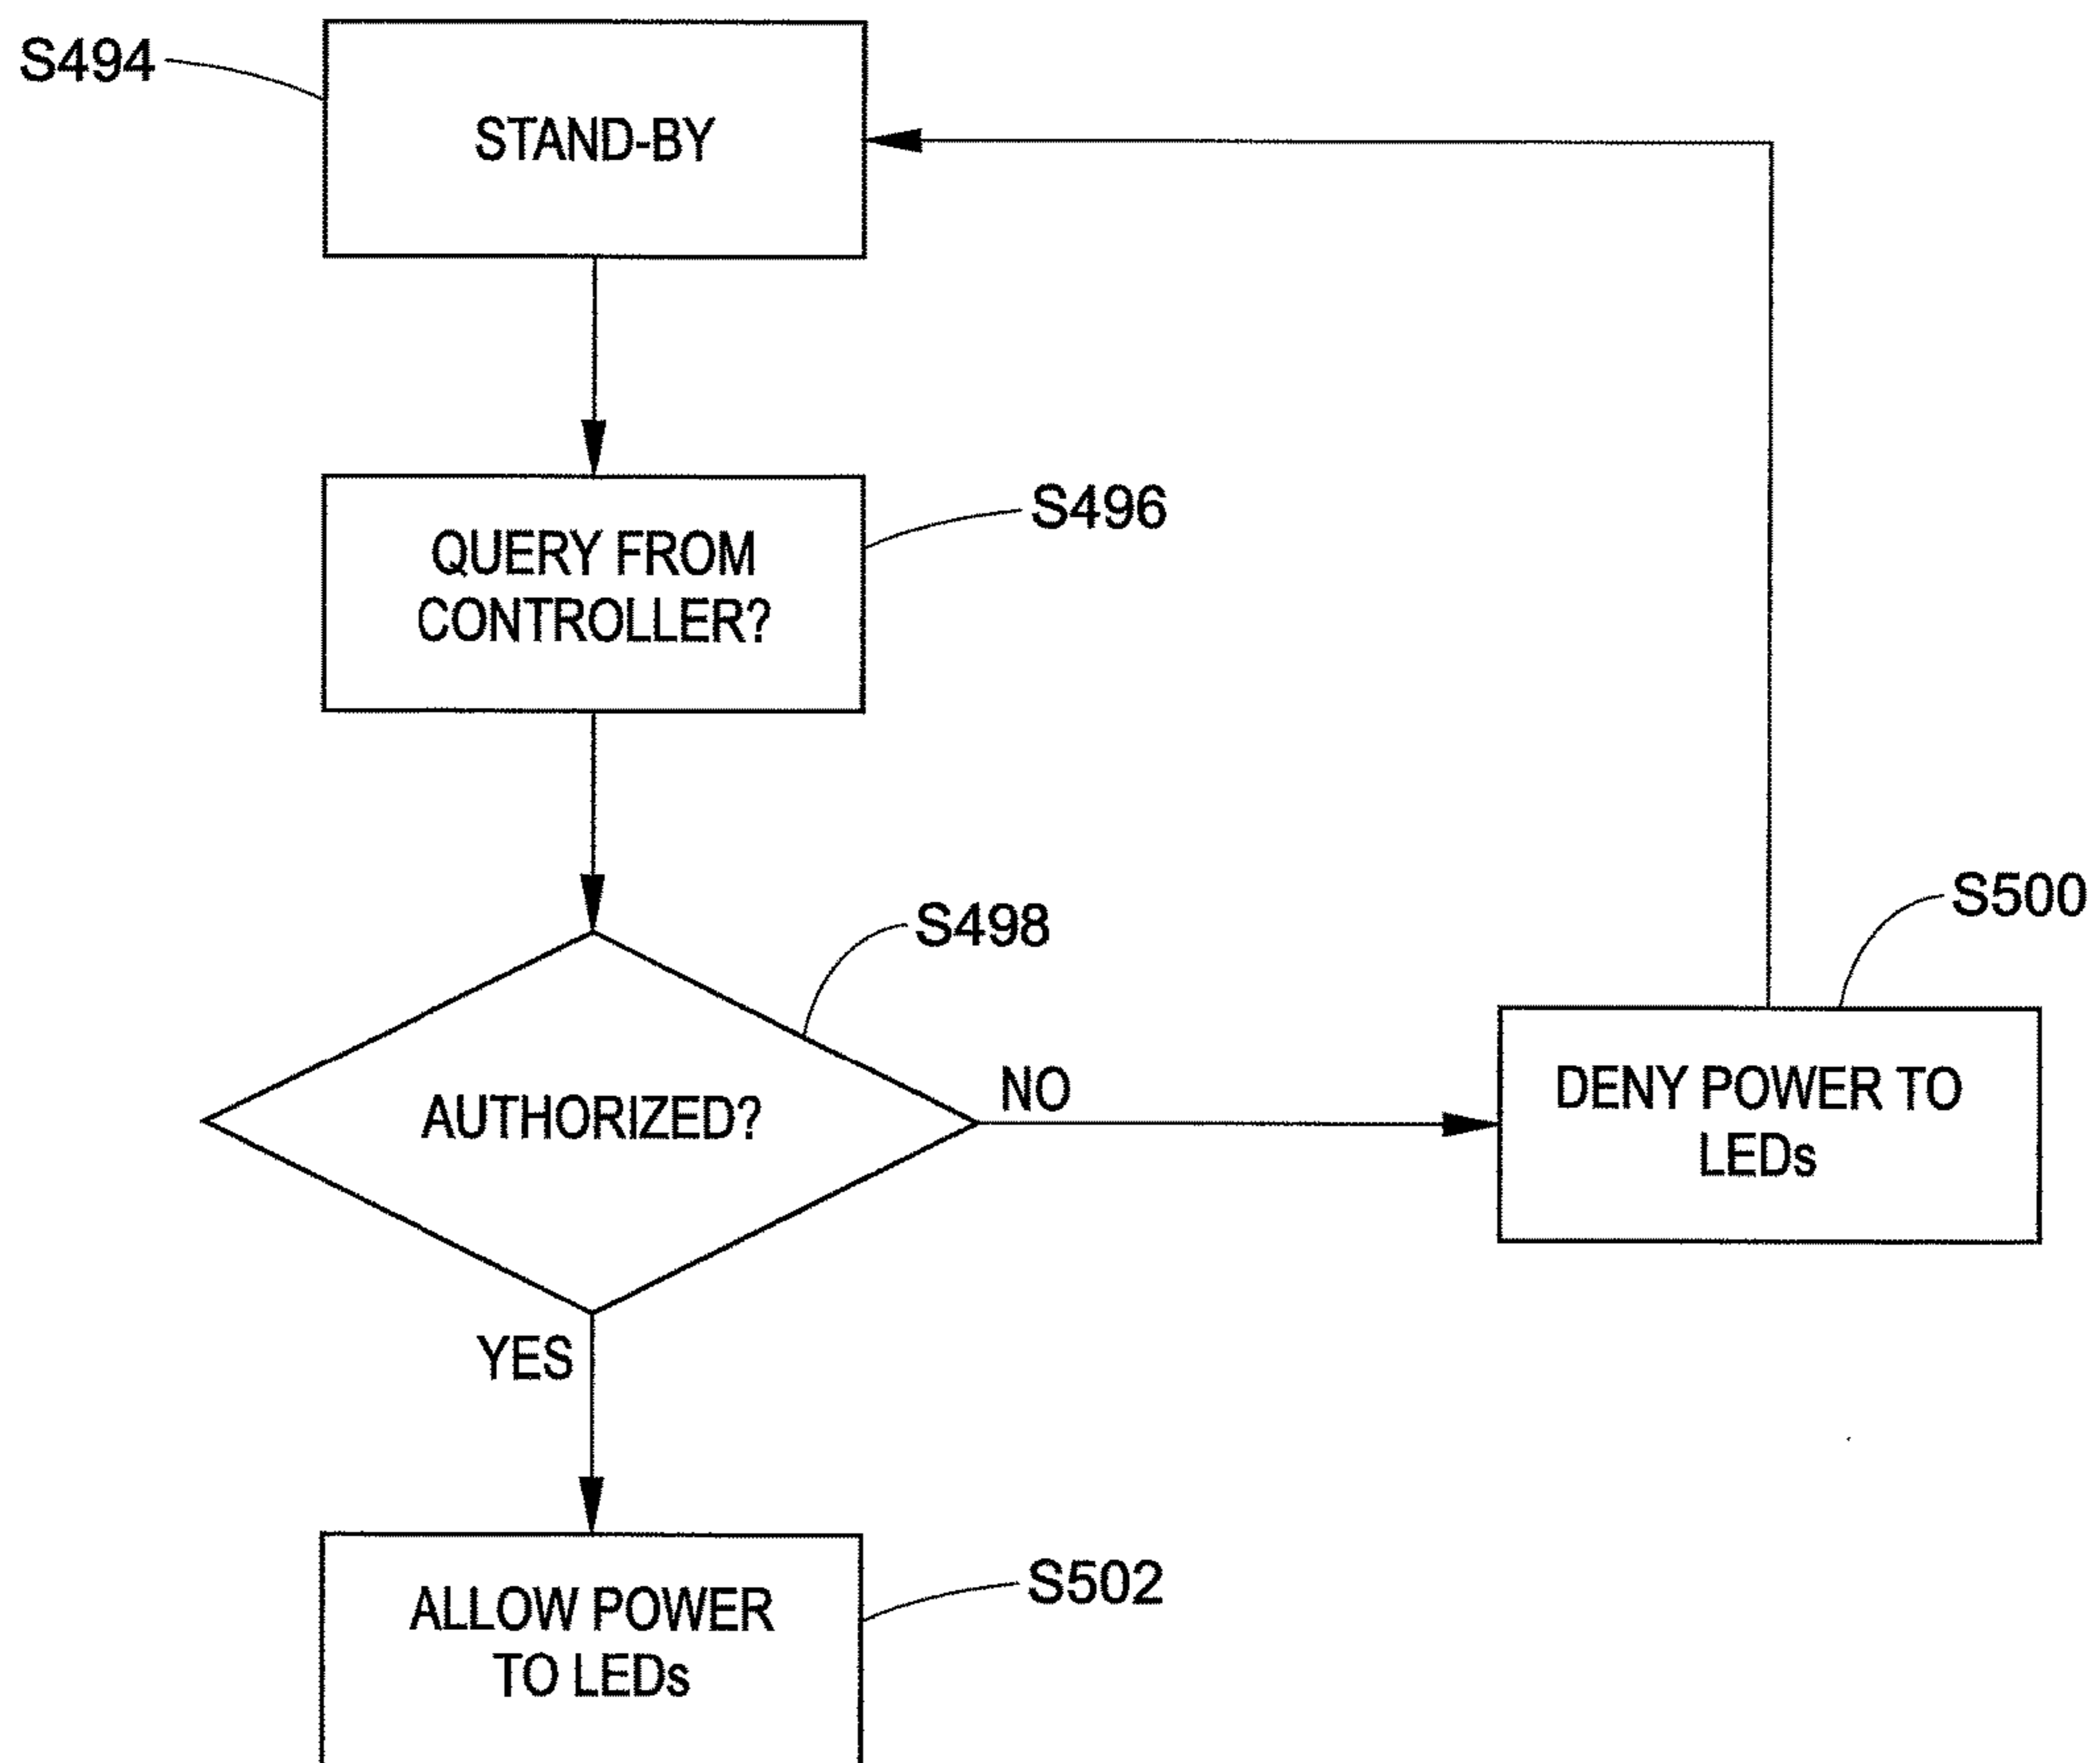 S494
STAND-BY
QUERY FROM
CONTROLLER?
S496
S498
AUTHORIZED?
NO
S500
DENY POWER TO
LEDs
YES
ALLOW POWER
TO LEDs
S502